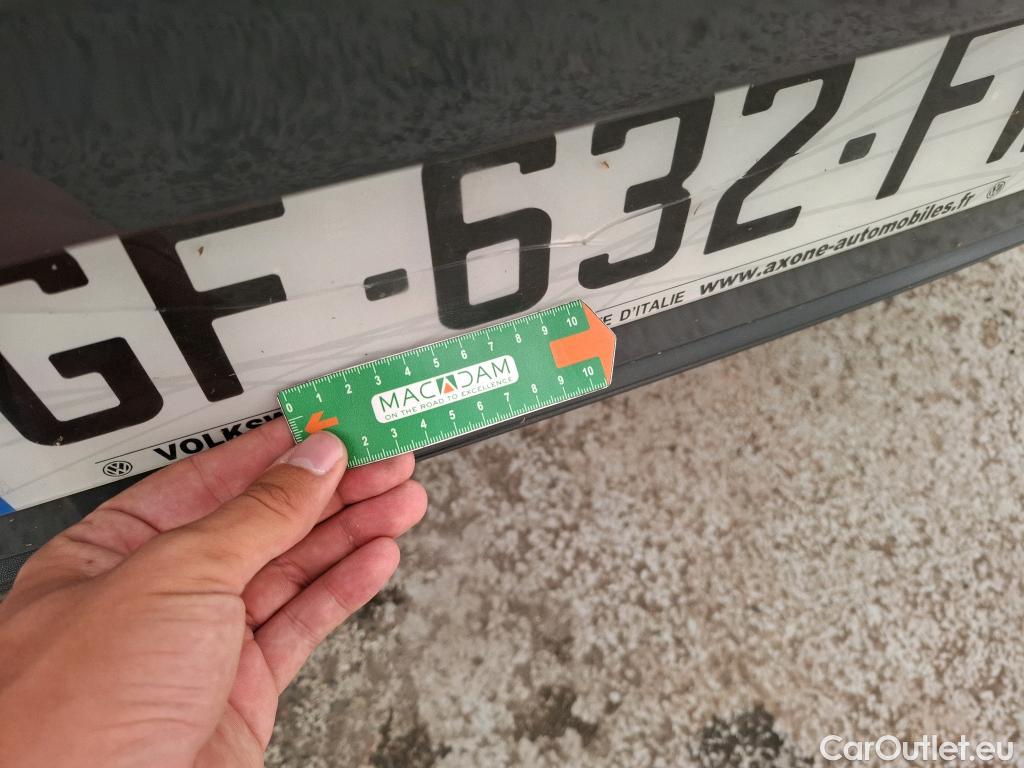 GF-632-F
VOLKSW
E D'ITALIE www.axone-automobiles.fr
0 1 2 3 4 5 6 7 8 9 10
MACADAM
ON THE ROAD TO EXCELLENCE
2 3 4 5 6 7 8 9 10
CarOutlet.eu